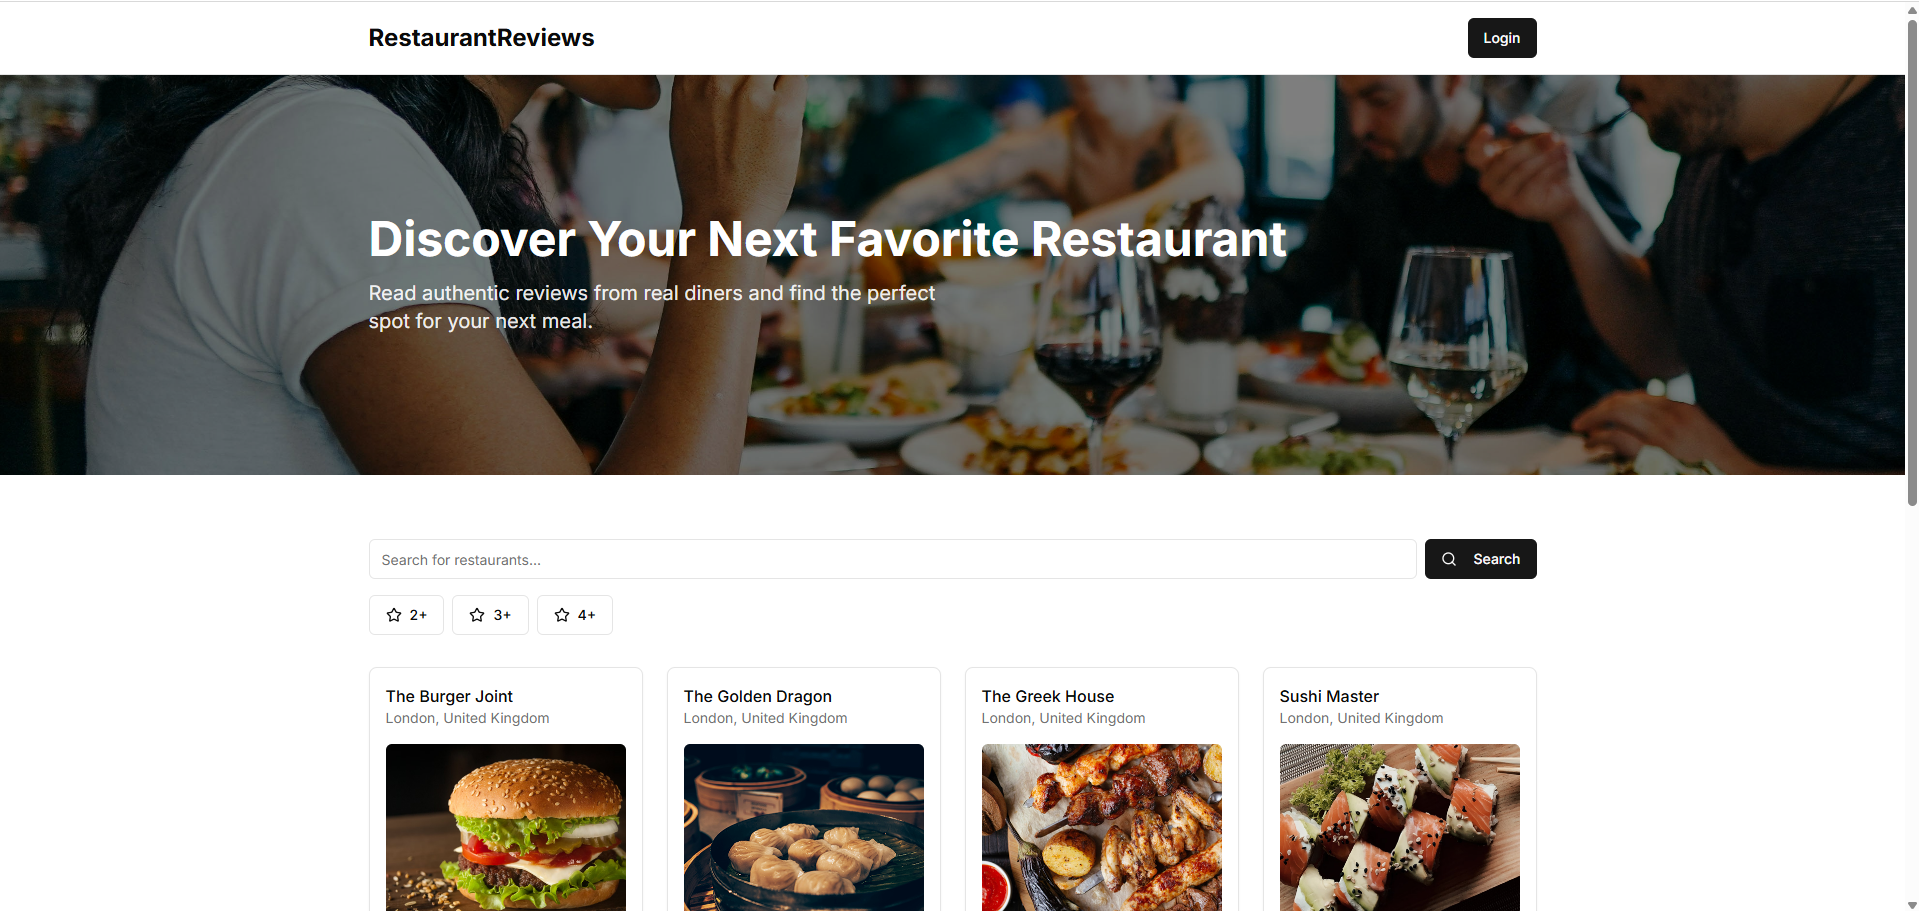 RestaurantReviews
Login
Discover Your Next Favorite Restaurant
Read authentic reviews from real diners and find the perfect
spot for your next meal.
Search for restaurants...
Search
2+
3+
4+
The Burger Joint
London, United Kingdom
The Golden Dragon
London, United Kingdom
The Greek House
London, United Kingdom
Sushi Master
London, United Kingdom